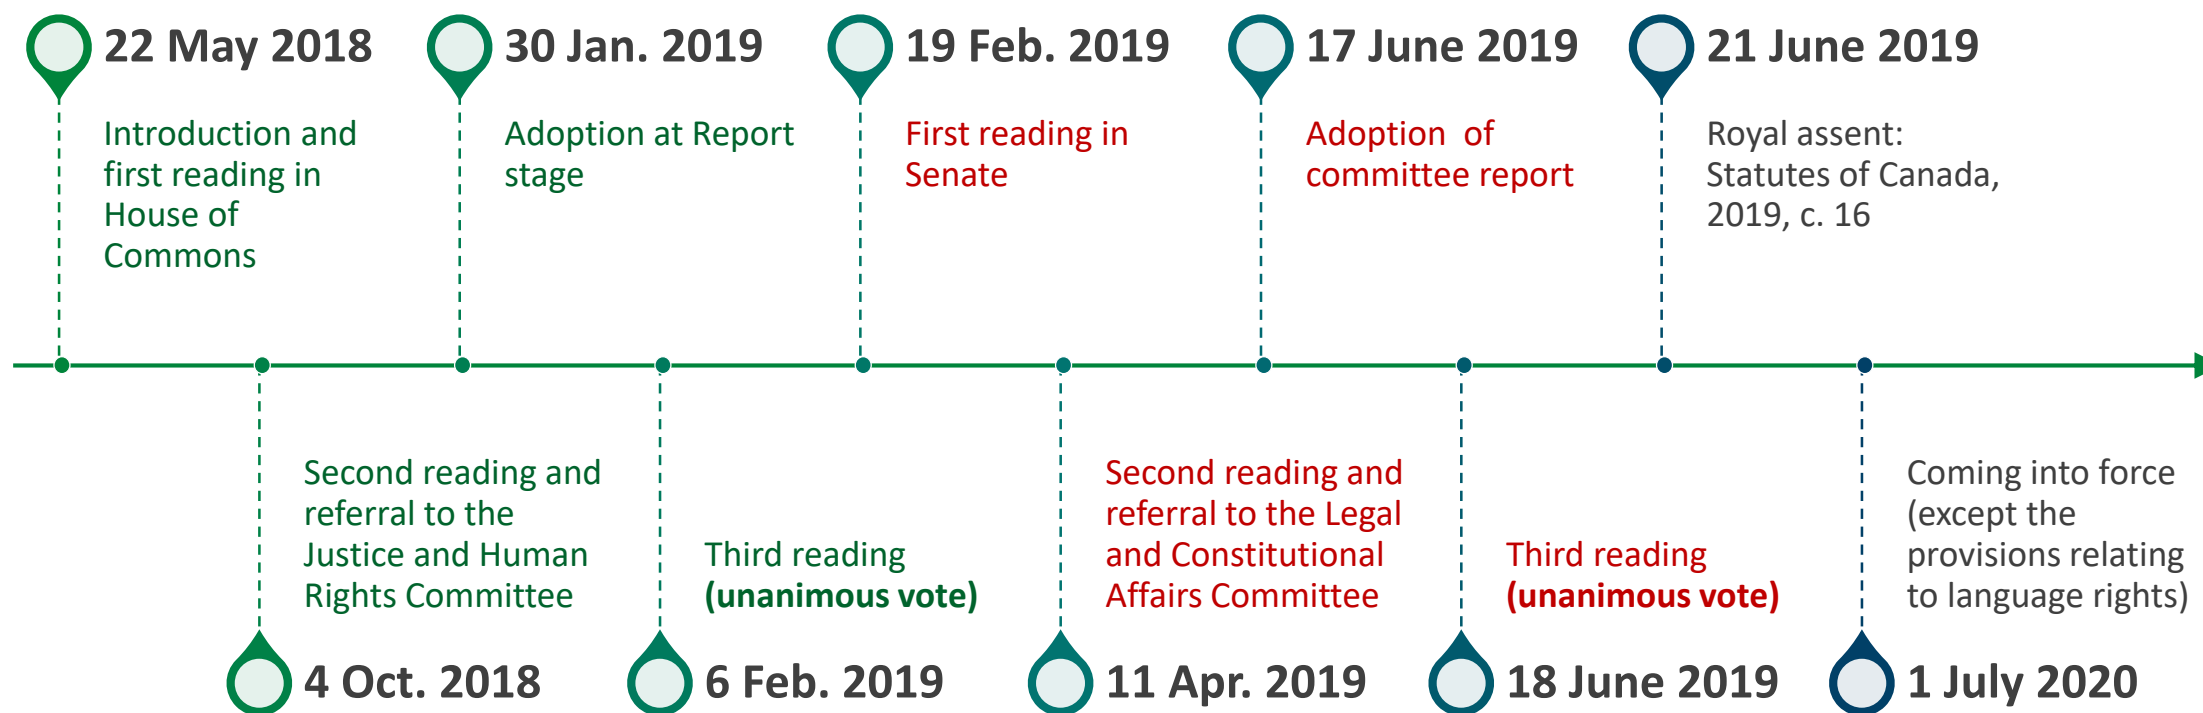 22 May 2018
Introduction and
first reading in
House of
Commons
4 Oct. 2018
Second reading and
referral to the
Justice and Human
Rights Committee
30 Jan. 2019
Adoption at Report
stage
6 Feb. 2019
Third reading
(unanimous vote)
19 Feb. 2019
First reading in
Senate
11 Apr. 2019
Second reading and
referral to the Legal
and Constitutional
Affairs Committee
17 June 2019
Adoption of
committee report
18 June 2019
Third reading
(unanimous vote)
21 June 2019
Royal assent:
Statutes of Canada,
2019, c. 16
1 July 2020
Coming into force
(except the
provisions relating
to language rights)